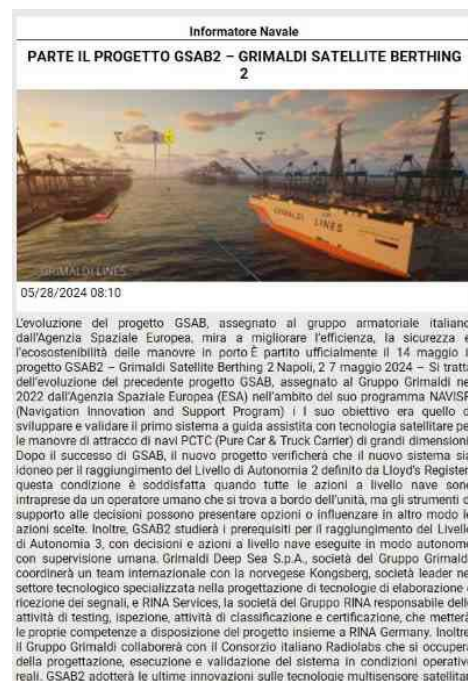 Informatore Navale
PARTE IL PROGETTO GSAB2 – GRIMALDI SATELLITE BERTHING
2
GRIMALDI LINES
GRIMALDI LINES
05/28/2024 08:10
L'evoluzione del progetto GSAB, assegnato al gruppo armatoriale italiano
dall'Agenzia Spaziale Europea, mira a migliorare l'efficienza, la sicurezza e
l'ecosostenibilità delle manovre in porto È partito ufficialmente il 14 maggio i
progetto GSAB2 – Grimaldi Satellite Berthing 2 Napoli, 2 7 maggio 2024 – Si tratta
dell'evoluzione del precedente progetto GSAB, assegnato al Gruppo Grimaldi ne
2022 dall'Agenzia Spaziale Europea (ESA) nell'ambito del suo programma NAVISP
(Navigation Innovation and Support Program) i l suo obiettivo era quello d
sviluppare e validare il primo sistema a guida assistita con tecnologia satellitare per
le manovre di attracco di navi PCTC (Pure Car & Truck Carrier) di grandi dimensioni
Dopo il successo di GSAB, il nuovo progetto verificherà che il nuovo sistema sia
idoneo per il raggiungimento del Livello di Autonomia 2 definito da Lloyd's Register
questa condizione è soddisfatta quando tutte le azioni a livello nave sono
intraprese da un operatore umano che si trova a bordo dell'unità, ma gli strumenti d
supporto alle decisioni possono presentare opzioni o influenzare in altro modo le
azioni scelte. Inoltre, GSAB2 studierà i prerequisiti per il raggiungimento del Livello
di Autonomia 3, con decisioni e azioni a livello nave eseguite in modo autonomo
con supervisione umana. Grimaldi Deep Sea S.p.A., società del Gruppo Grimaldi
coordinerà un team internazionale con la norvegese Kongsberg, società leader ne
settore tecnologico specializzata nella progettazione di tecnologie di elaborazione e
ricezione dei segnali, e RINA Services, la società del Gruppo RINA responsabile delle
attività di testing, ispezione, attività di classificazione e certificazione, che metterà
le proprie competenze a disposizione del progetto insieme a RINA Germany. Inoltre
il Gruppo Grimaldi collaborerà con il Consorzio italiano Radiolabs che si occuperà
della progettazione, esecuzione e validazione del sistema in condizioni operative
reali. GSAB2 adotterà le ultime innovazioni sulle tecnologie multisensore satellitar